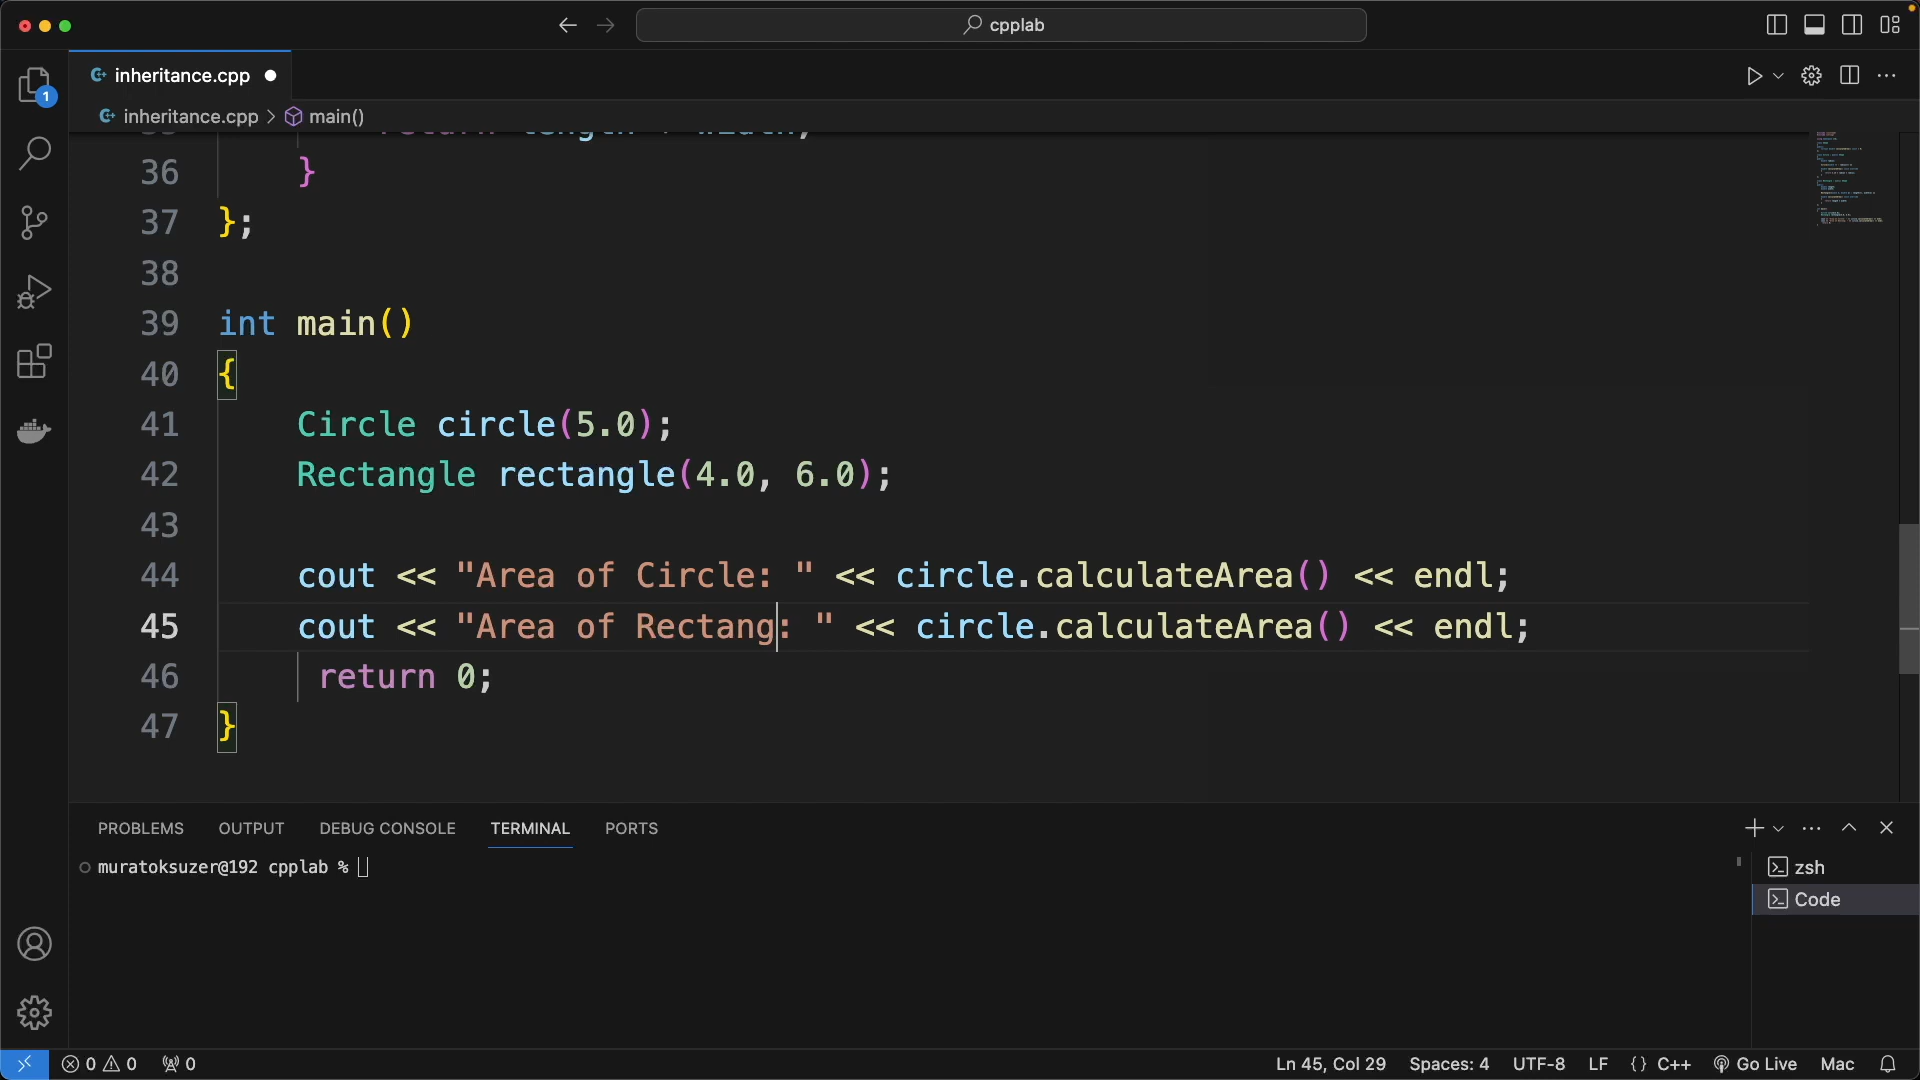 cpplab
inheritance.cpp
1
inheritance.cpp > main()
36 }
37 };
38
39 int main()
40 {
41 Circle circle(5.0);
42 Rectangle rectangle(4.0, 6.0);
43
44 cout << "Area of Circle: " << circle.calculateArea() << endl;
45 cout << "Area of Rectang: " << circle.calculateArea() << endl;
46 return 0;
47 }
PROBLEMS OUTPUT DEBUG CONSOLE TERMINAL PORTS
muratoksuzer@192 cpplab %
zsh
Code
0 0 0 Ln 45, Col 29 Spaces: 4 UTF-8 LF {} C++ Go Live Mac